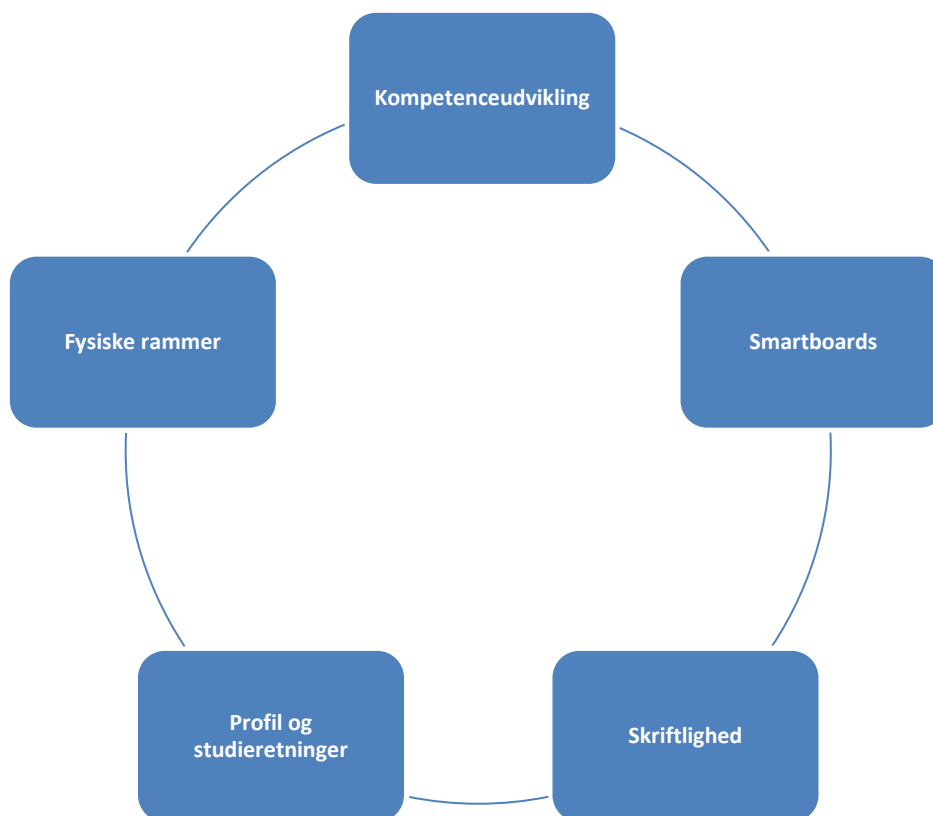 Kompetenceudvikling
Smartboards
Skriftlighed
Profil og
studieretninger
Fysiske rammer